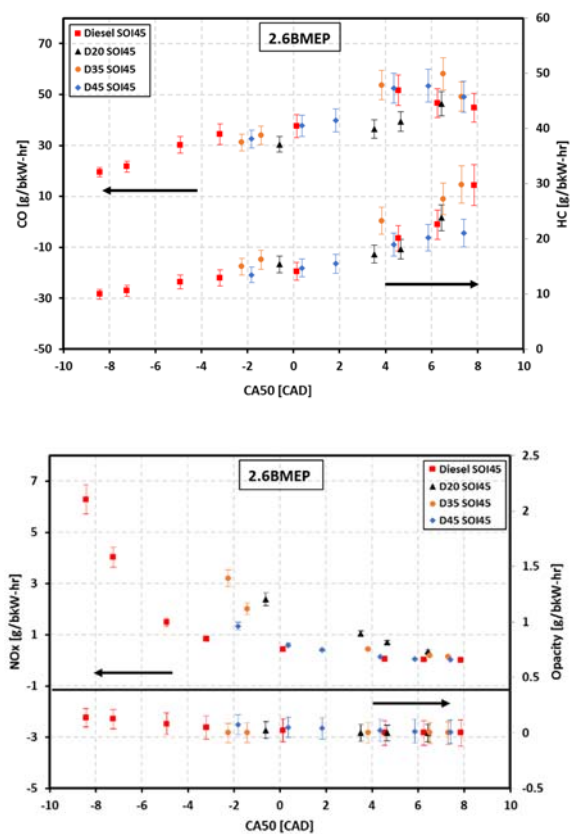 2.6BMEP
Diesel SOI45
D20 SOI45
D35 SOI45
D45 SOI45
CO [g/bkW-hr]
70
50
30
10
-10
-30
-50
HC [g/bkW-hr]
60
50
40
30
20
10
0
-10 -8 -6 -4 -2 0 2 4 6 8 10
CA50 [CAD]
2.6BMEP
Diesel SOI45
D20 SOI45
D35 SOI45
D45 SOI45
NOx [g/bkW-hr]
7
5
3
1
-1
-3
-5
Opacity [g/bkW-hr]
2.5
2
1.5
1
0.5
0
-0.5
-10 -8 -6 -4 -2 0 2 4 6 8 10
CA50 [CAD]